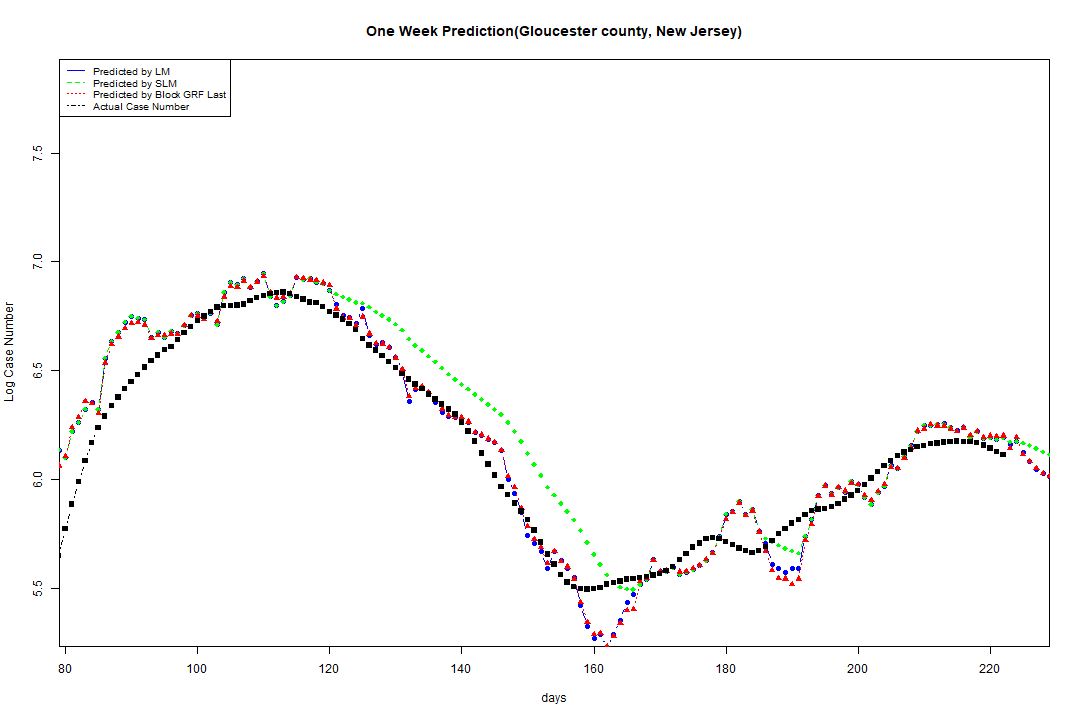 One Week Prediction(Gloucester county, New Jersey)
Predicted by LM
Predicted by SLM
Predicted by Block GRF Last
Actual Case Number
7.5
7.0
6.5
6.0
5.5
Log Case Number
80 100 120 140 160 180 200 220
days